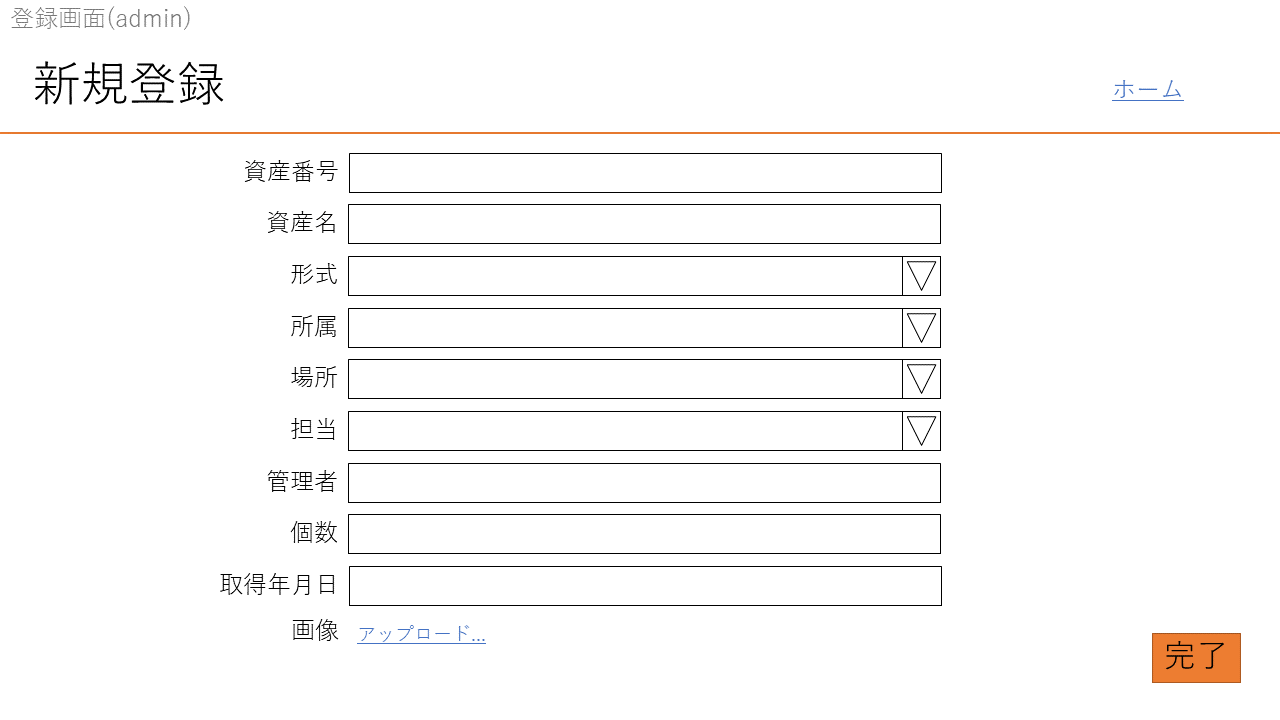 登録画面(admin)
新規登録
ホーム
資産番号
資産名
形式
所属
場所
担当
管理者
個数
取得年月日
画像 アップロード...
完了